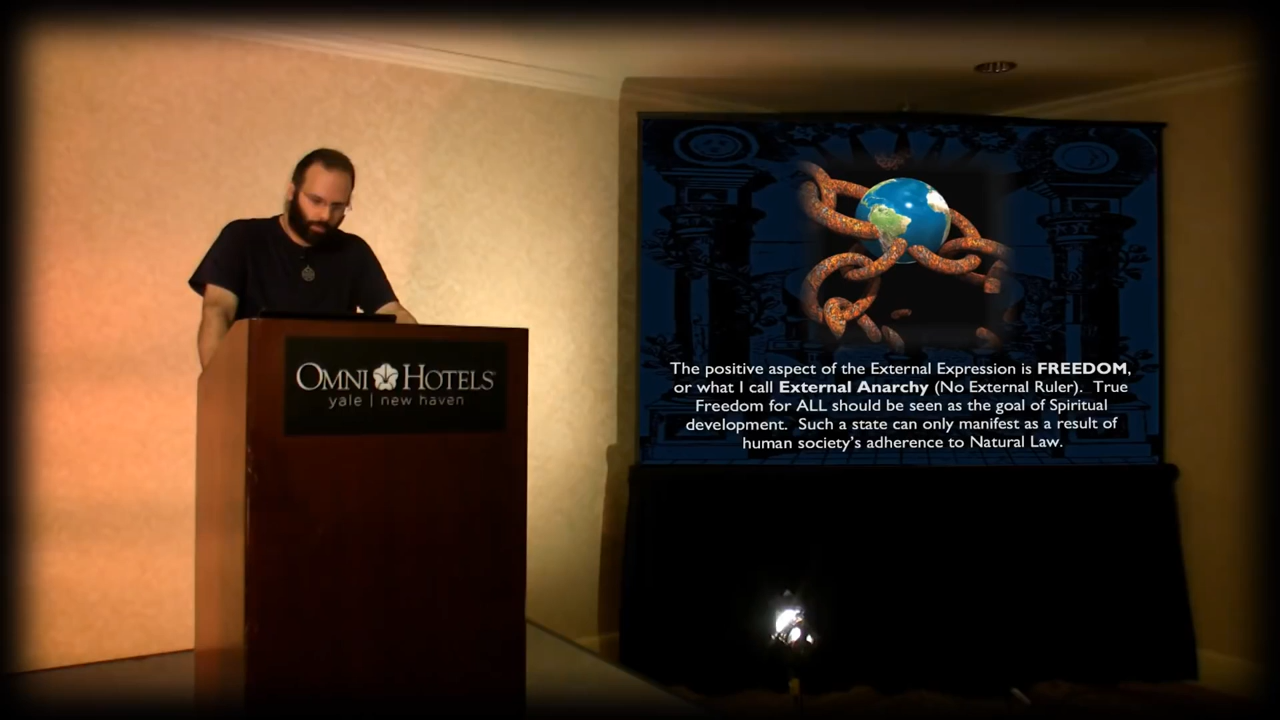 OMNI HOTELS
yale | new haven
The positive aspect of the External Expression is FREEDOM,
or what I call External Anarchy (No External Ruler). True
Freedom for ALL should be seen as the goal of Spiritual
development. Such a state can only manifest as a result of
human society's adherence to Natural Law.